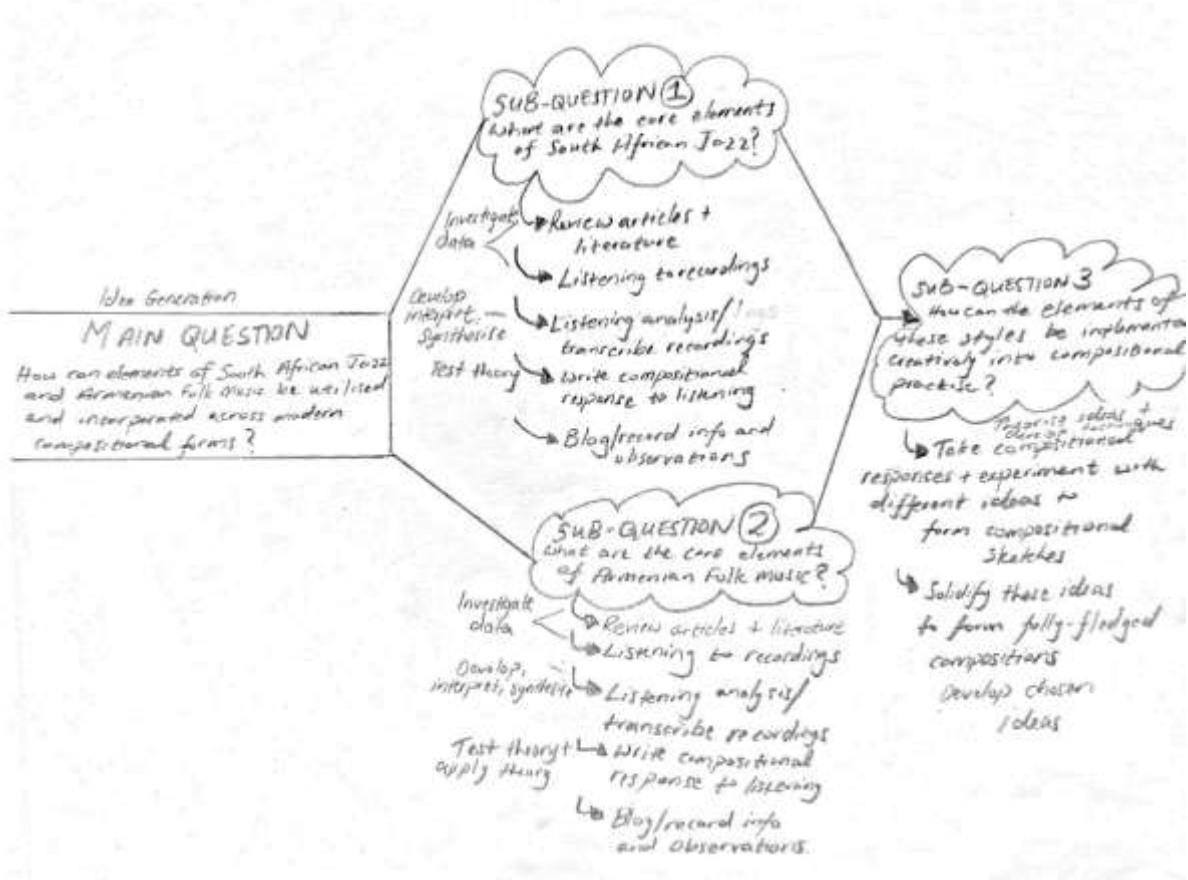 Idea Generation
MAIN QUESTION
How can elements of South African Jazz
and Armenian Folk Music be utilised
and incorporated across modern
compositional forms?
SUB-QUESTION 1
What are the core elements
of South African Jazz?
Investigate
data
Review articles +
literature
Listening to recordings
Develop
interpret,
Synthesise
Listening analysis/
transcribe recordings
Test theory
Write compositional
response to listening
Blog/record info and
observations
SUB-QUESTION 2
What are the core elements
of Armenian Folk music?
Investigate
data
Review articles + literature
Listening to recordings
Develop,
interpret, synthesise
Listening analysis/
transcribe recordings
Test theory +
apply theory
Write compositional
response to listening
Blog/record info
and observations.
SUB-QUESTION 3
How can the elements of
these styles be implemented
creatively into compositional
practise?
ideas +
Take compositional
responses + experiment with
different ideas to
form compositional
sketches
Solidify these ideas
to form fully-fledged
compositions
Develop chosen
ideas